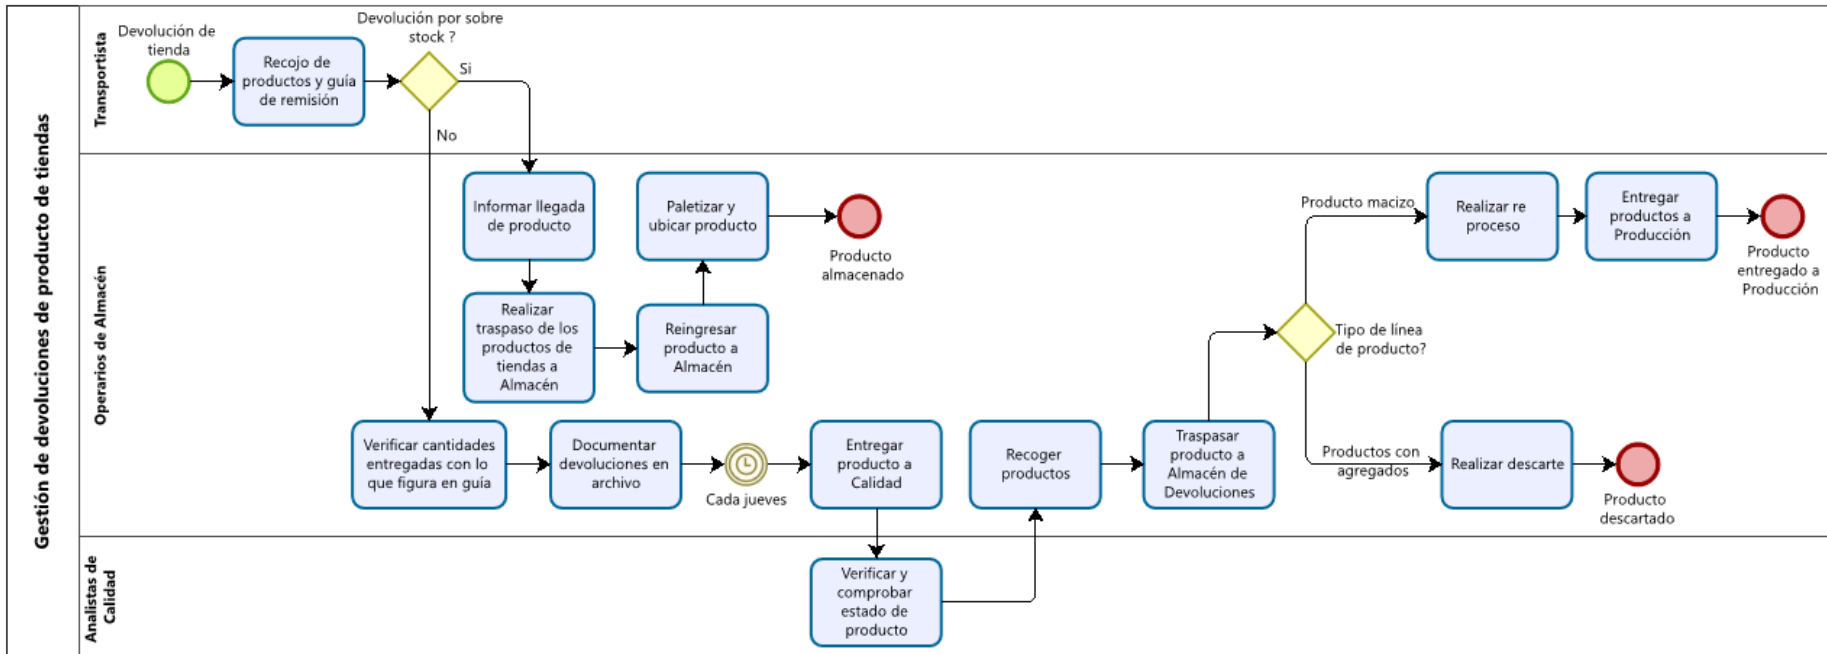 Gestión de devoluciones de producto de tiendas
Transportista
Devolución de
tienda
Recojo de
productos y guía
de remisión
Devolución por sobre
stock ?
Si
No
Operarios de Almacén
Informar llegada
de producto
Realizar
traspaso de los
productos de
tiendas a
Almacén
Reingresar
producto a
Almacén
Paletizar y
ubicar producto
Producto
almacenado
Verificar cantidades
entregadas con lo
que figura en guía
Documentar
devoluciones en
archivo
Cada jueves
Entregar
producto a
Calidad
Recoger
productos
Traspasar
producto a
Almacén de
Devoluciones
Tipo de línea
de producto?
Producto macizo
Realizar re
proceso
Entregar
productos a
Producción
Producto
entregado a
Producción
Productos con
agregados
Realizar descarte
Producto
descartado
Analistas de
Calidad
Verificar y
comprobar
estado de
producto